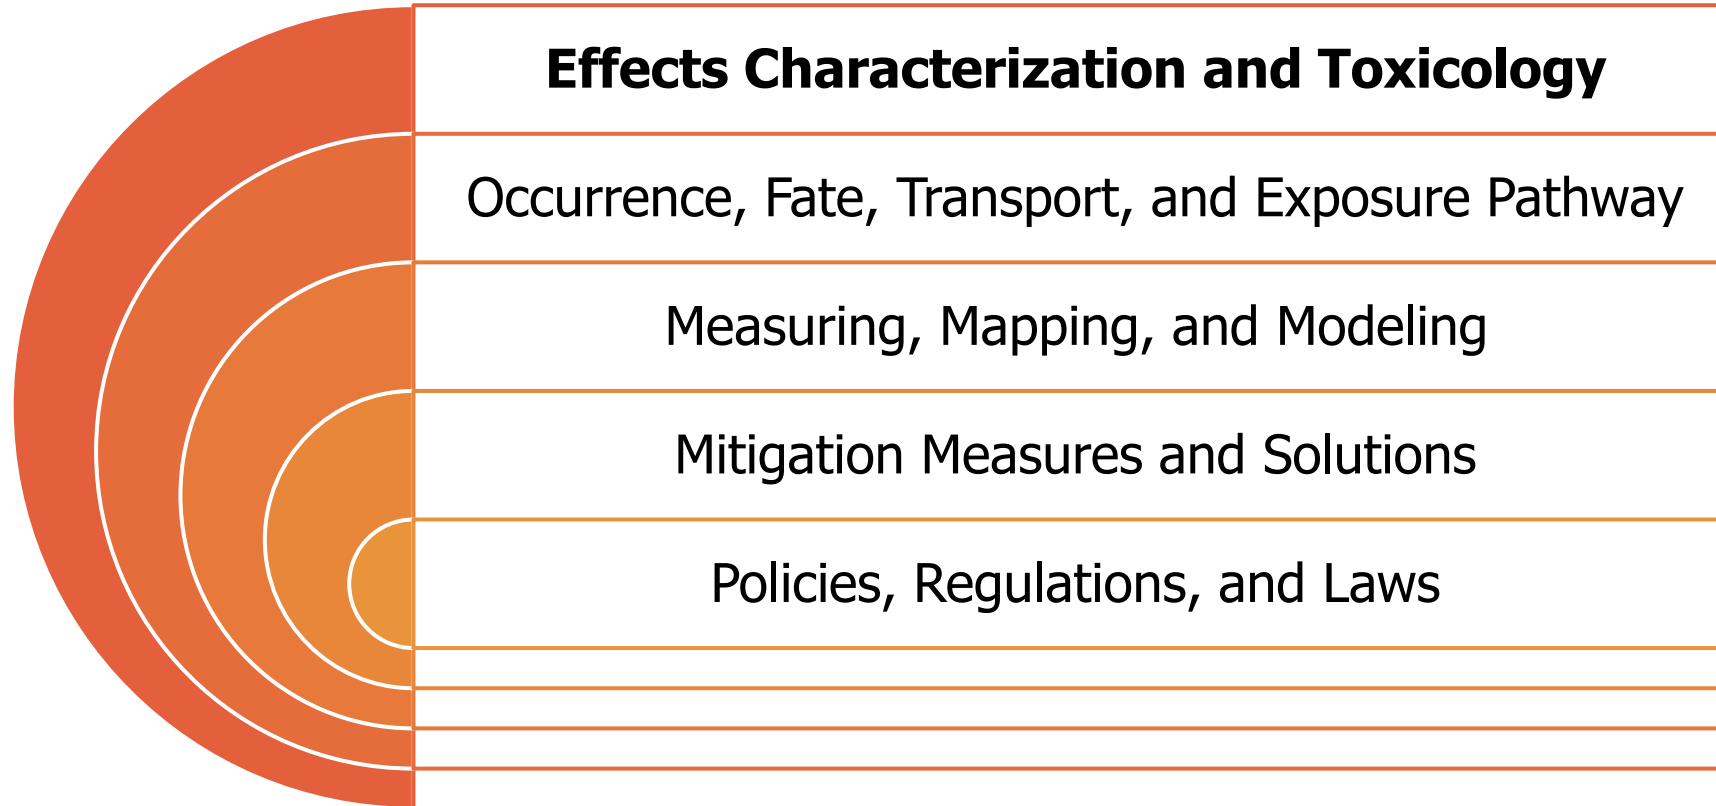 Effects Characterization and Toxicology
Occurrence, Fate, Transport, and Exposure Pathway
Measuring, Mapping, and Modeling
Mitigation Measures and Solutions
Policies, Regulations, and Laws